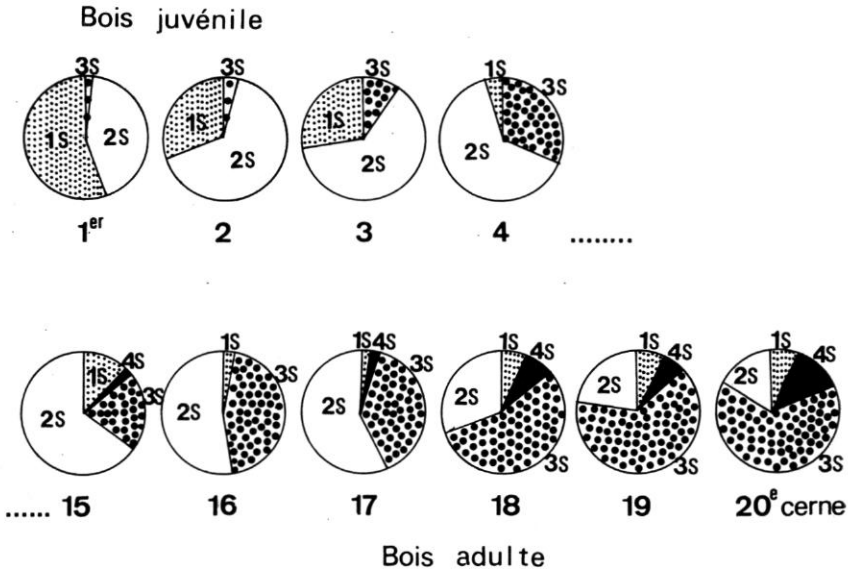 Bois juvénile
3S 3S 3S 1S 3S
1S 2S 1S 2S 1S 2S 2S
1er 2 3 4 ........
1S 4S 3S 2S 1S 3S 2S 1S 4S 3S 2S 1S 4S 2S 3S 1S 4S 2S 3S 1S 4S 2S 3S
...... 15 16 17 18 19 20e cerne
Bois adulte